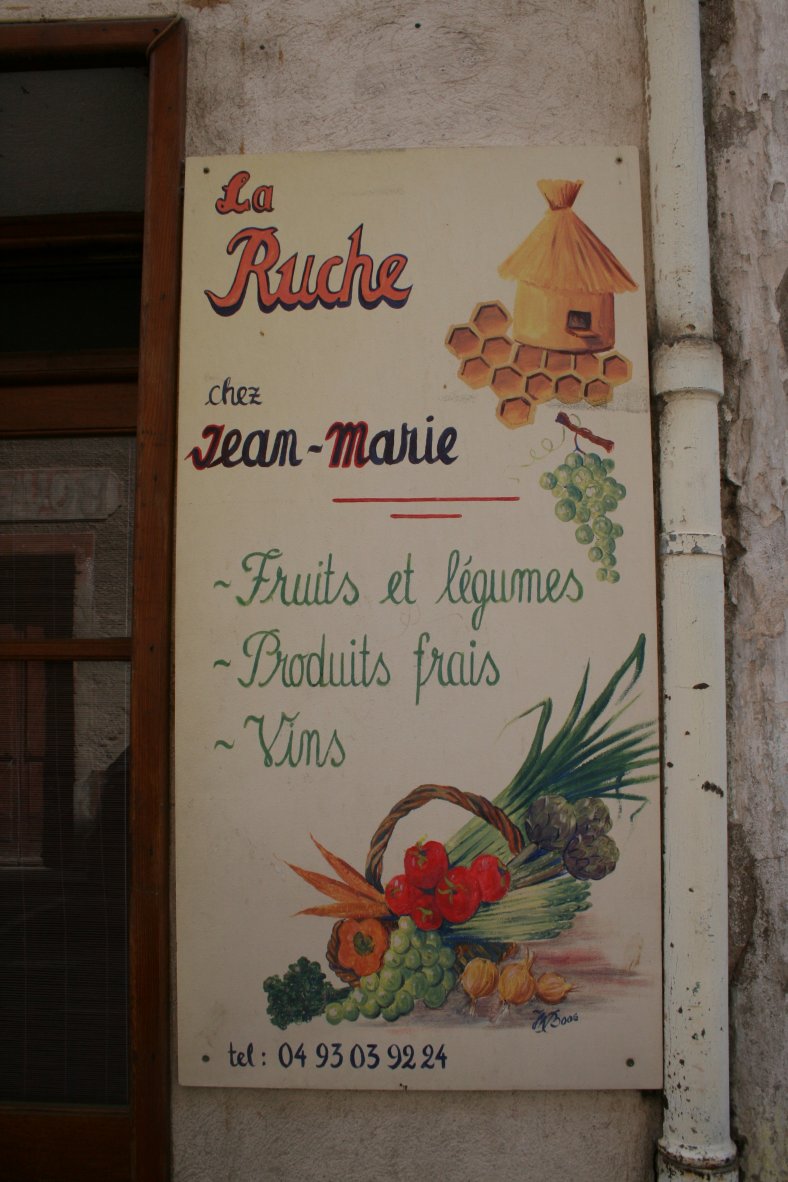 La
Ruche
chez
Jean-Marie
~Fruits et légumes
~Produits frais
~Vins
tel: 04 93 03 92 24